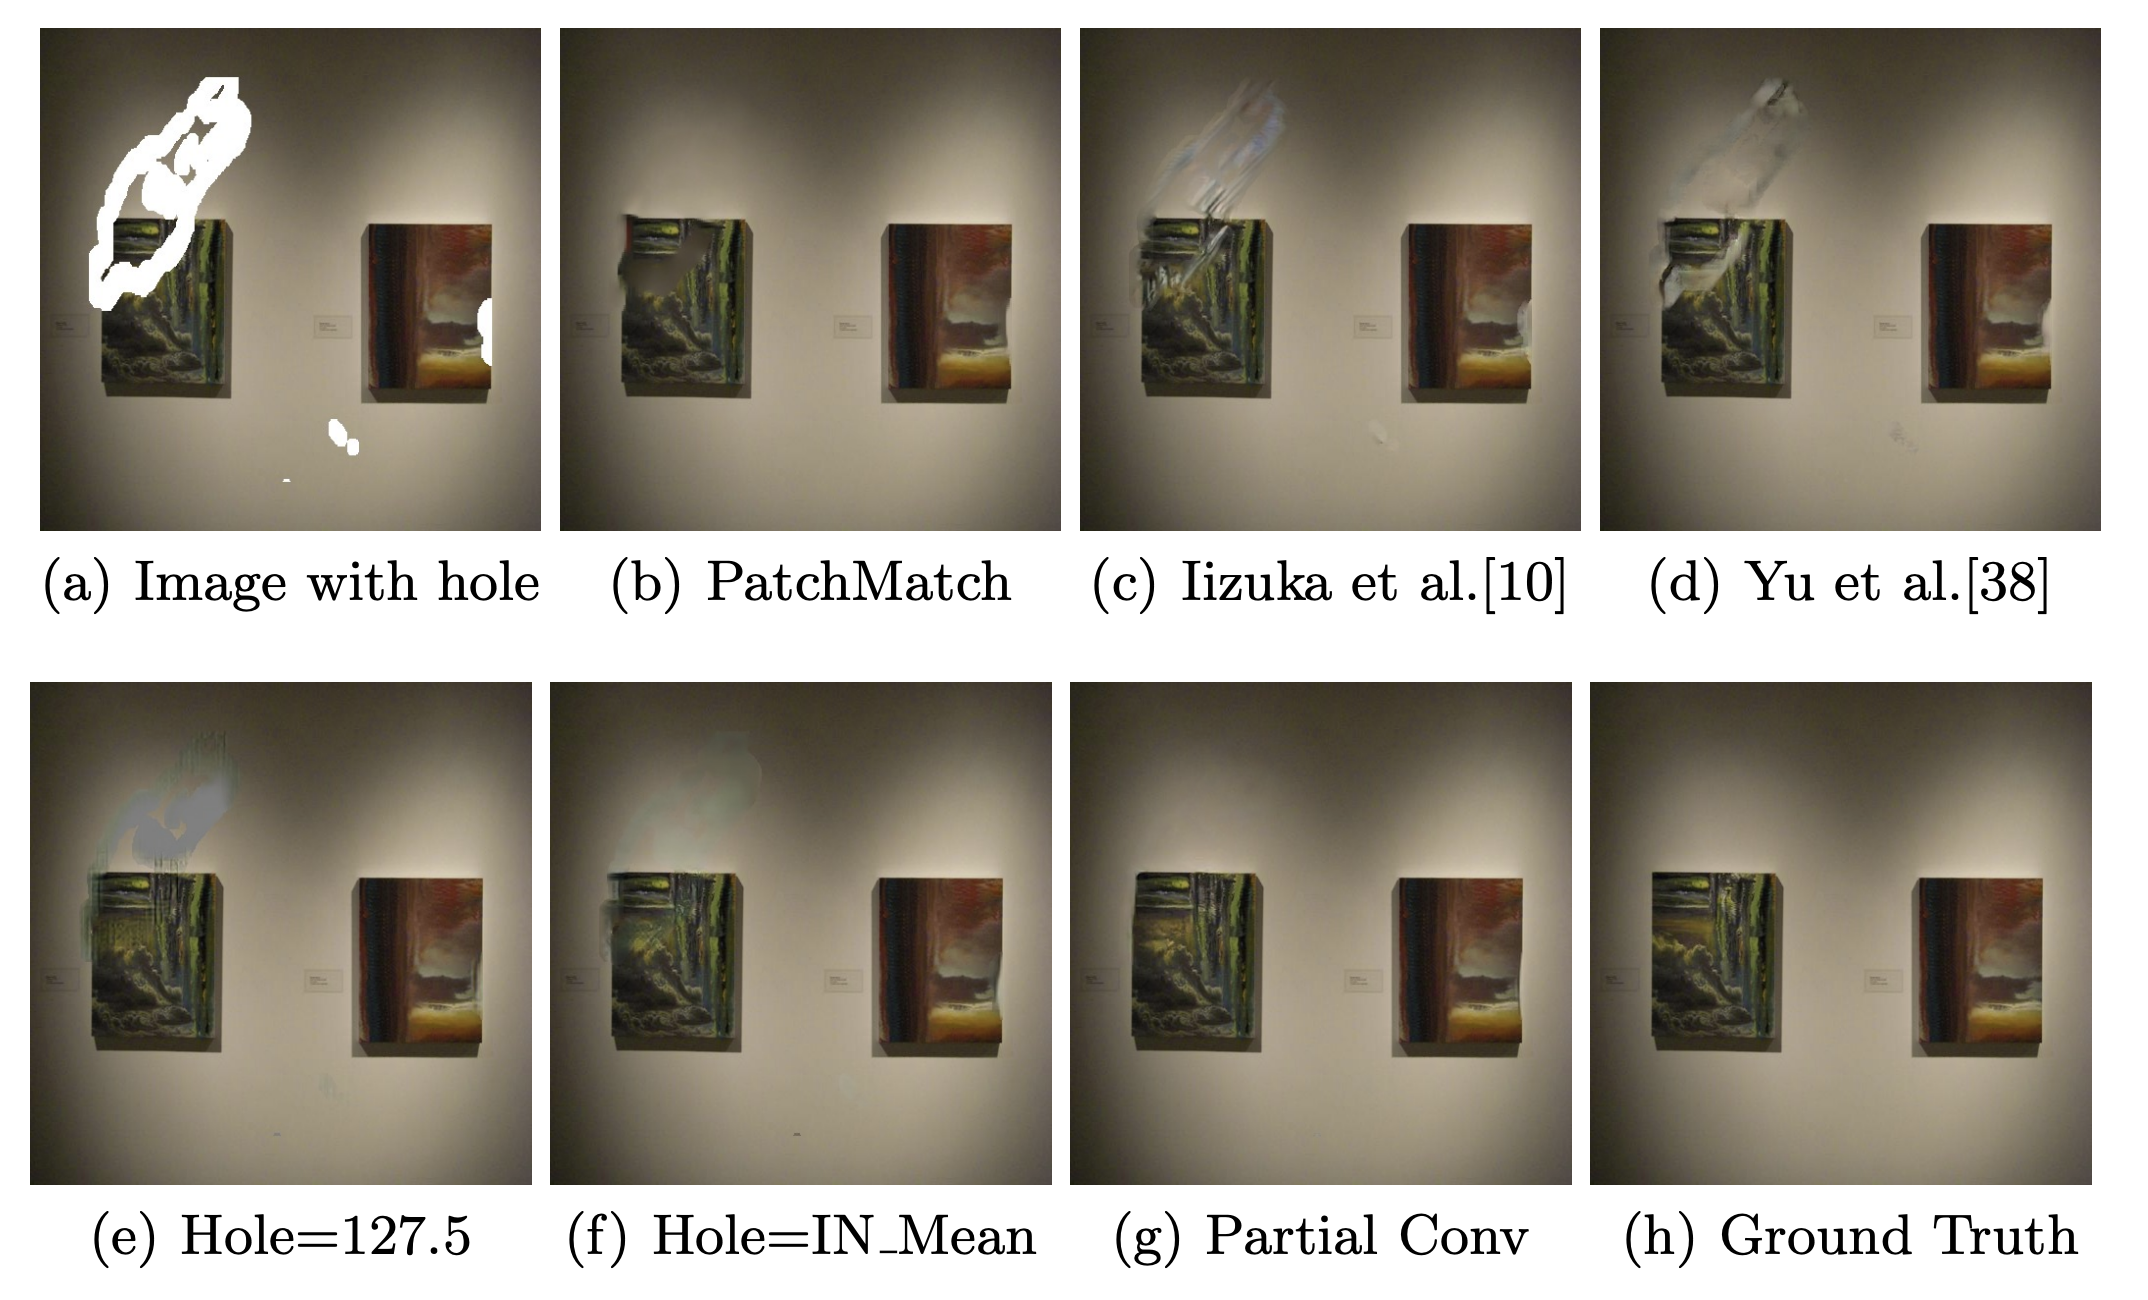 (a) Image with hole
(b) PatchMatch
(c) Iizuka et al.[10]
(d) Yu et al.[38]
(e) Hole=127.5
(f) Hole=IN_Mean
(g) Partial Conv
(h) Ground Truth